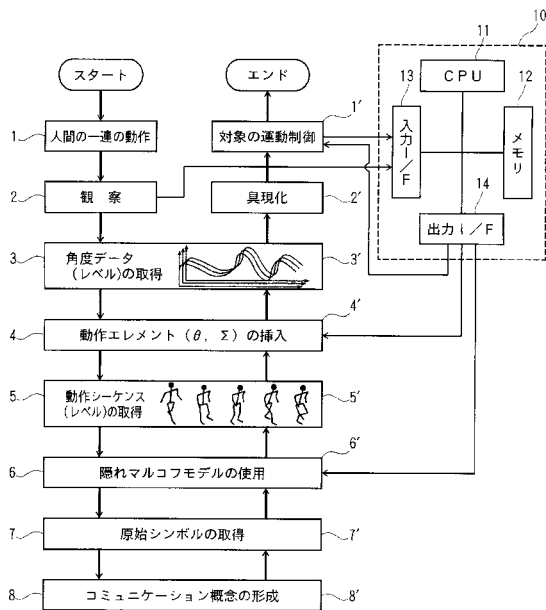 10
11
CPU
12
メモリ
13
入力I/F
14
出力I/F
スタート
エンド
1
人間の一連の動作
対象の運動制御
1′
2
観 察
具現化
2′
3
角度データ
(レベル)の取得
3′
4
動作エレメント(θ, Σ)の挿入
4′
5
動作シーケンス
(レベル)の取得
5′
6
隠れマルコフモデルの使用
6′
7
原始シンボルの取得
7′
8
コミュニケーション概念の形成
8′